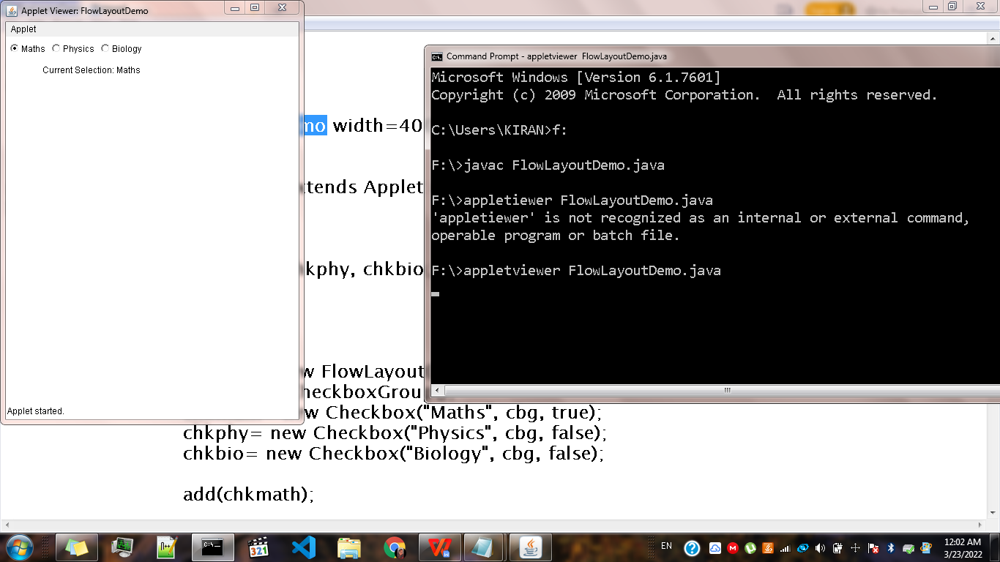 Applet Viewer: FlowLayoutDemo
Applet
Maths Physics Biology
Current Selection: Maths
Applet started.
mo width=40
tends Applet
kphy, chkbio
w FlowLayout
heckboxGrou
w Checkbox("Maths", cbg, true);
chkphy= new Checkbox("Physics", cbg, false);
chkbio= new Checkbox("Biology", cbg, false);
add(chkmath);
Command Prompt - appletviewer FlowLayoutDemo.java
Microsoft Windows [Version 6.1.7601]
Copyright (c) 2009 Microsoft Corporation. All rights reserved.
C:\Users\KIRAN>f:
F:\>javac FlowLayoutDemo.java
F:\>appletiewer FlowLayoutDemo.java
'appletiewer' is not recognized as an internal or external command,
operable program or batch file.
F:\>appletviewer FlowLayoutDemo.java
EN
12:02 AM
3/23/2022